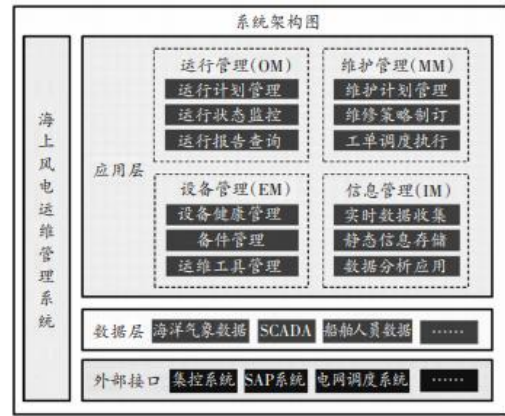 系统架构图
海上风电运维管理系统
应用层
运行管理(OM)
运行计划管理
运行状态监控
运行报告查询
维护管理(MM)
维护计划管理
维修策略制订
工单调度执行
设备管理(EM)
设备健康管理
备件管理
运维工具管理
信息管理(IM)
实时数据收集
静态信息存储
数据分析应用
数据层 海洋气象数据 SCADA 船舶人员数据 ……
外部接口 集控系统 SAP系统 电网调度系统 ……